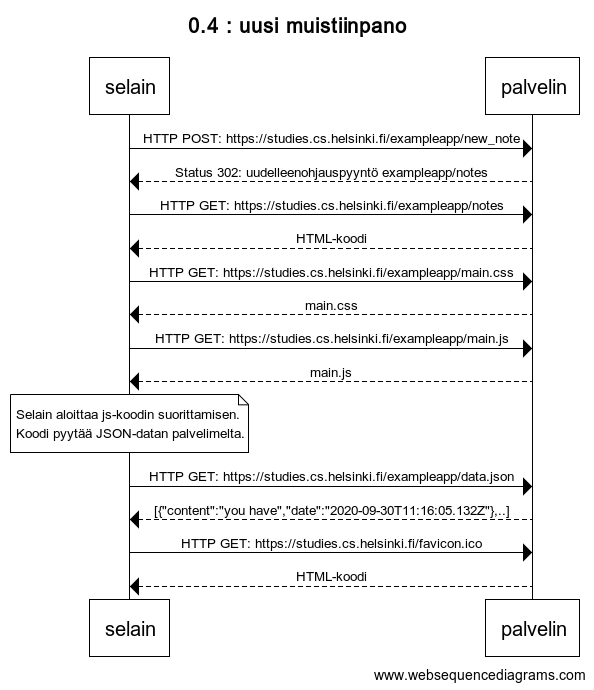 0.4 : uusi muistiinpano
selain
palvelin
HTTP POST: https://studies.cs.helsinki.fi/exampleapp/new_note
Status 302: uudelleenohjauspyyntö exampleapp/notes
HTTP GET: https://studies.cs.helsinki.fi/exampleapp/notes
HTML-koodi
HTTP GET: https://studies.cs.helsinki.fi/exampleapp/main.css
main.css
HTTP GET: https://studies.cs.helsinki.fi/exampleapp/main.js
main.js
Selain aloittaa js-koodin suorittamisen.
Koodi pyytää JSON-datan palvelimelta.
HTTP GET: https://studies.cs.helsinki.fi/exampleapp/data.json
[{"content":"you have","date":"2020-09-30T11:16:05.132Z"},..]
HTTP GET: https://studies.cs.helsinki.fi/favicon.ico
HTML-koodi
selain
palvelin
www.websequencediagrams.com